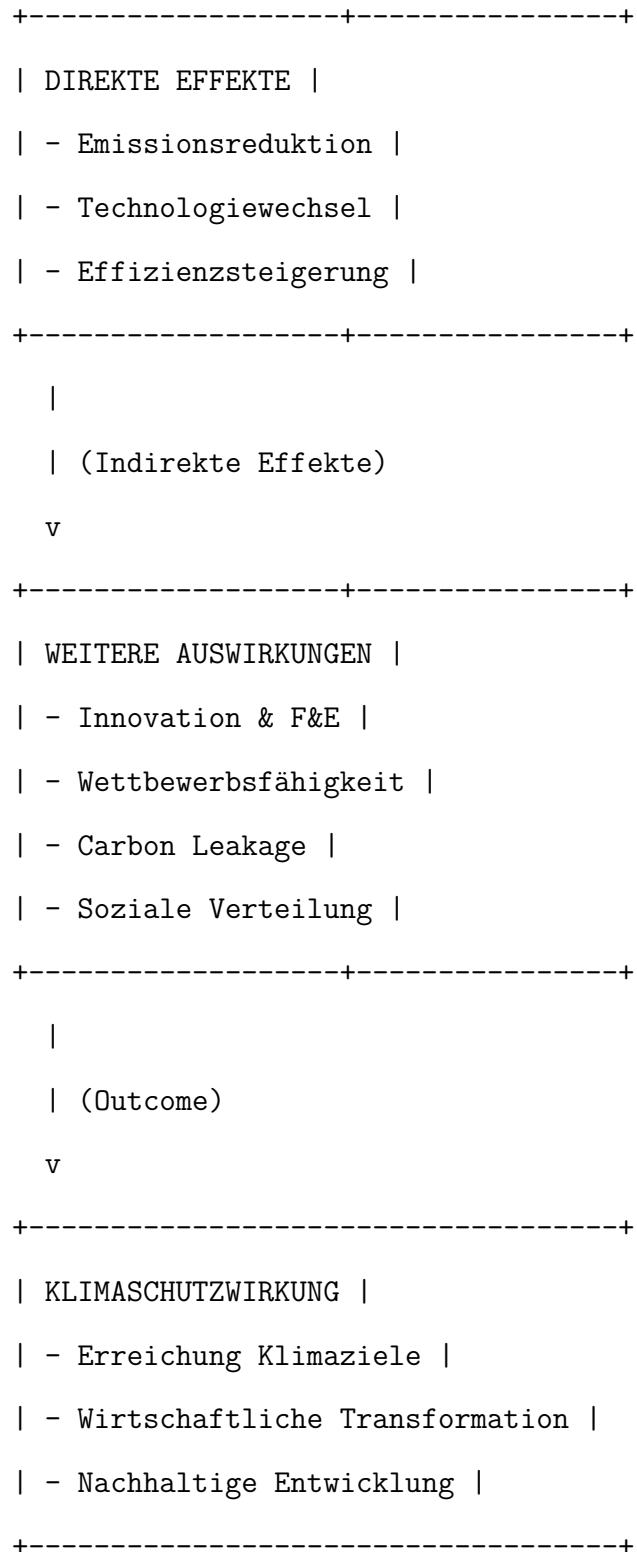 +-------------------+----------------+
| DIREKTE EFFEKTE |
| - Emissionsreduktion |
| - Technologiewechsel |
| - Effizienzsteigerung |
+-------------------+----------------+
|
| (Indirekte Effekte)
v
+-------------------+----------------+
| WEITERE AUSWIRKUNGEN |
| - Innovation & F&E |
| - Wettbewerbsfähigkeit |
| - Carbon Leakage |
| - Soziale Verteilung |
+-------------------+----------------+
|
| (Outcome)
v
+------------------------------------+
| KLIMASCHUTZWIRKUNG |
| - Erreichung Klimaziele |
| - Wirtschaftliche Transformation |
| - Nachhaltige Entwicklung |
+------------------------------------+